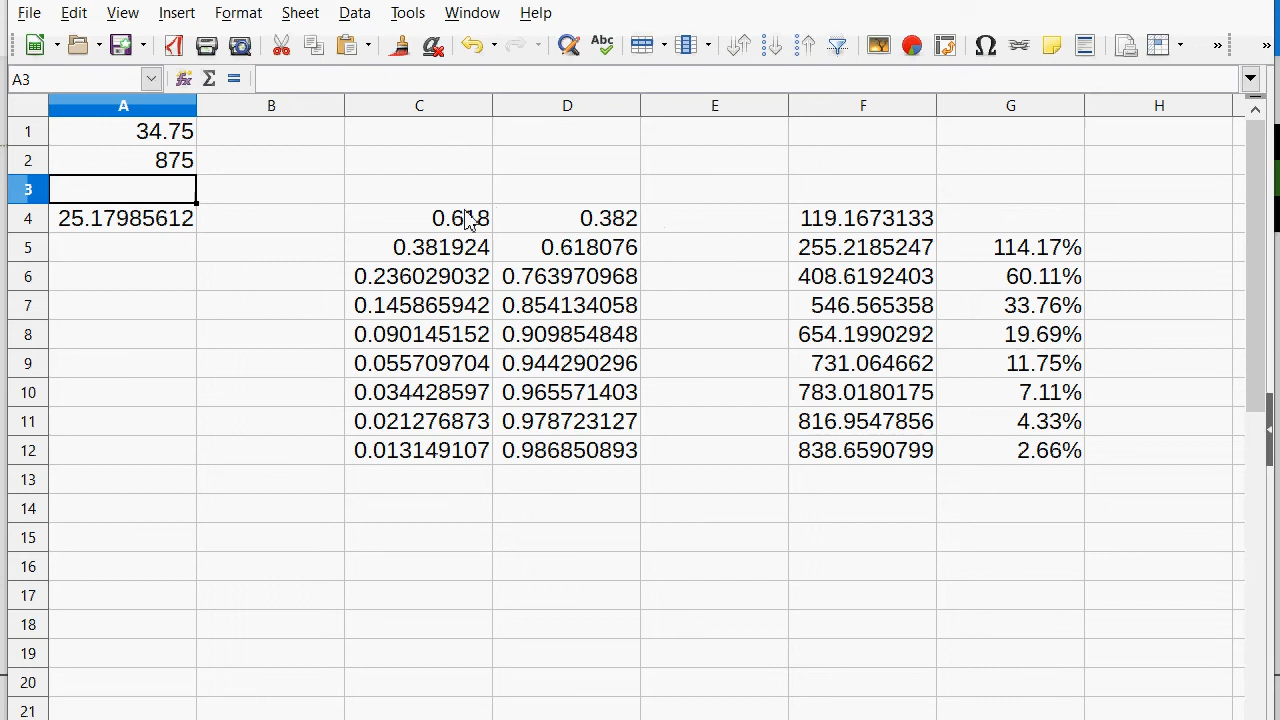 File Edit View Insert Format Sheet Data Tools Window Help
Abc Ω » »
A3 fx Σ =
A B C D E F G H
1 34.75
2 875
3
4 25.17985612 0.618 0.382 119.1673133
5 0.381924 0.618076 255.2185247 114.17%
6 0.236029032 0.763970968 408.6192403 60.11%
7 0.145865942 0.854134058 546.565358 33.76%
8 0.090145152 0.909854848 654.1990292 19.69%
9 0.055709704 0.944290296 731.064662 11.75%
10 0.034428597 0.965571403 783.0180175 7.11%
11 0.021276873 0.978723127 816.9547856 4.33%
12 0.013149107 0.986850893 838.6590799 2.66%
13
14
15
16
17
18
19
20
21